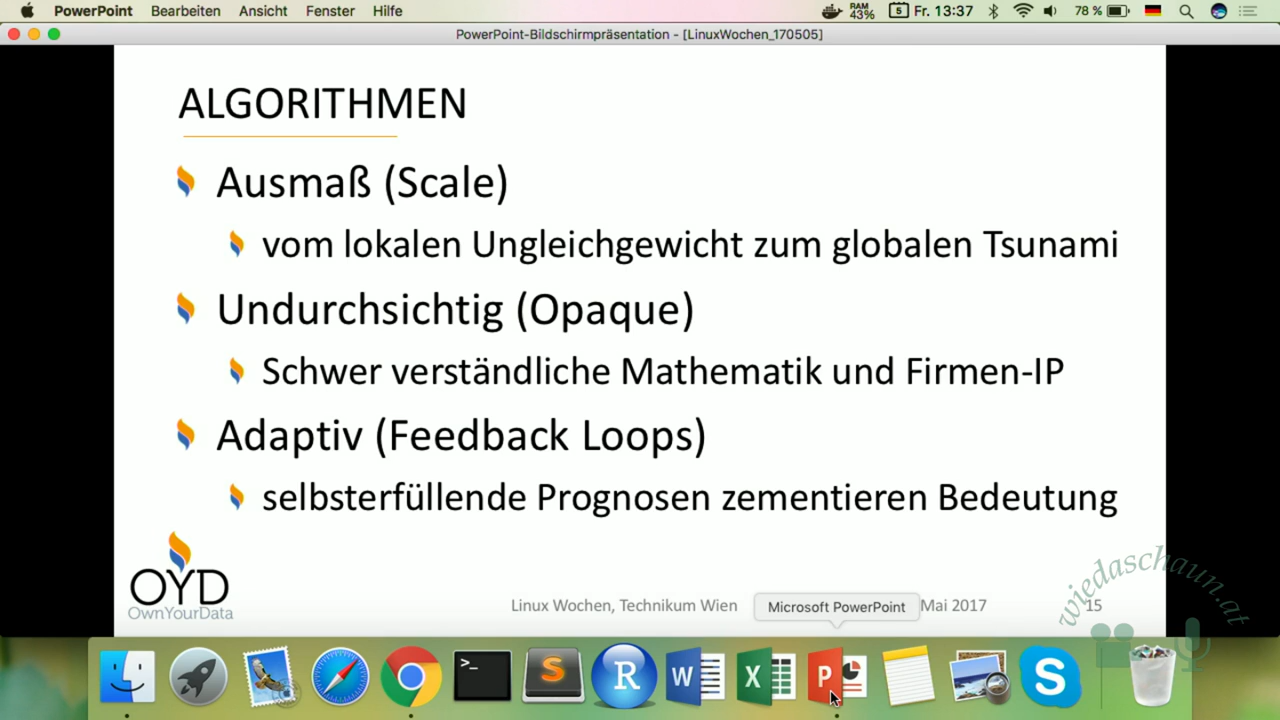 PowerPoint Bearbeiten Ansicht Fenster Hilfe RAM 43% 5 Fr. 13:37 78 %
PowerPoint-Bildschirmpräsentation - [LinuxWochen_170505]
ALGORITHMEN
Ausmaß (Scale)
vom lokalen Ungleichgewicht zum globalen Tsunami
Undurchsichtig (Opaque)
Schwer verständliche Mathematik und Firmen-IP
Adaptiv (Feedback Loops)
selbsterfüllende Prognosen zementieren Bedeutung
OYD
OwnYourData
Linux Wochen, Technikum Wien
Microsoft PowerPoint
Mai 2017
15
wiedaschaun.at
>_
S
R
W
X
P
S